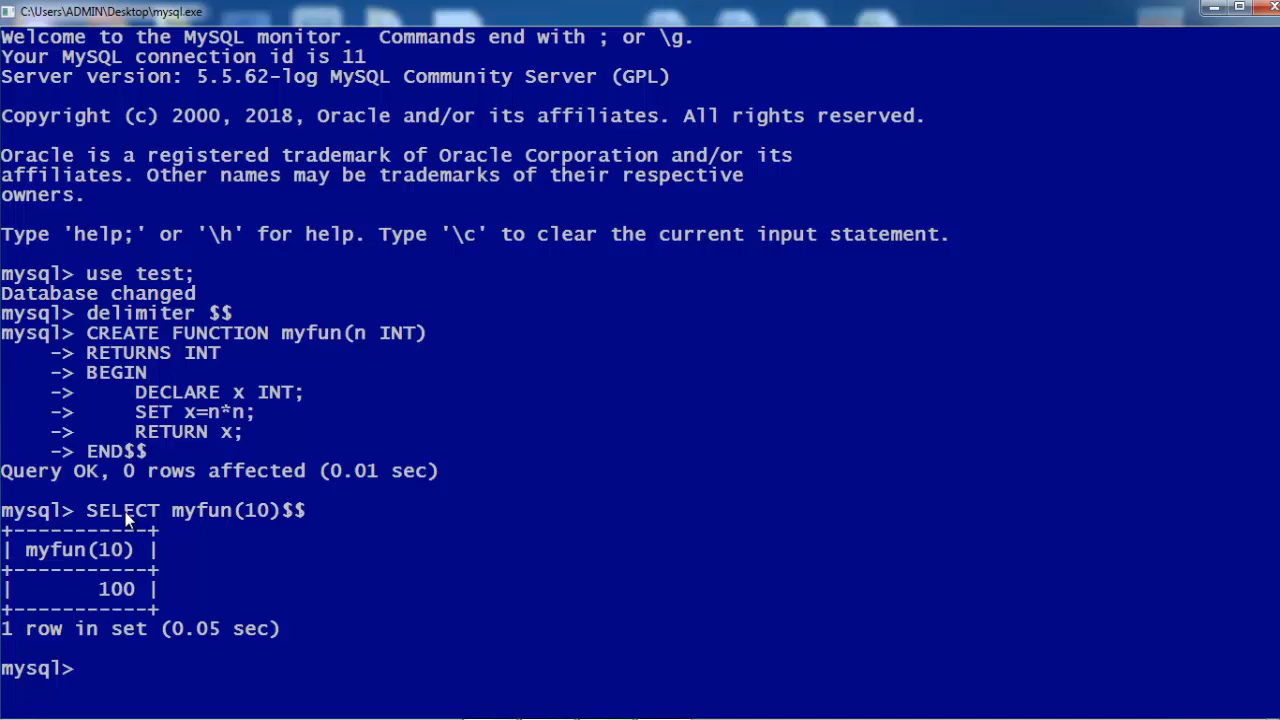 C:\Users\ADMIN\Desktop\mysql.exe
Welcome to the MySQL monitor.  Commands end with ; or \g.
Your MySQL connection id is 11
Server version: 5.5.62-log MySQL Community Server (GPL)
Copyright (c) 2000, 2018, Oracle and/or its affiliates. All rights reserved.
Oracle is a registered trademark of Oracle Corporation and/or its
affiliates. Other names may be trademarks of their respective
owners.
Type 'help;' or '\h' for help. Type '\c' to clear the current input statement.
mysql> use test;
Database changed
mysql> delimiter $$
mysql> CREATE FUNCTION myfun(n INT)
    -> RETURNS INT
    -> BEGIN
    ->     DECLARE x INT;
    ->     SET x=n*n;
    ->     RETURN x;
    -> END$$
Query OK, 0 rows affected (0.01 sec)
mysql> SELECT myfun(10)$$
+-----------+
| myfun(10) |
+-----------+
|       100 |
+-----------+
1 row in set (0.05 sec)
mysql>